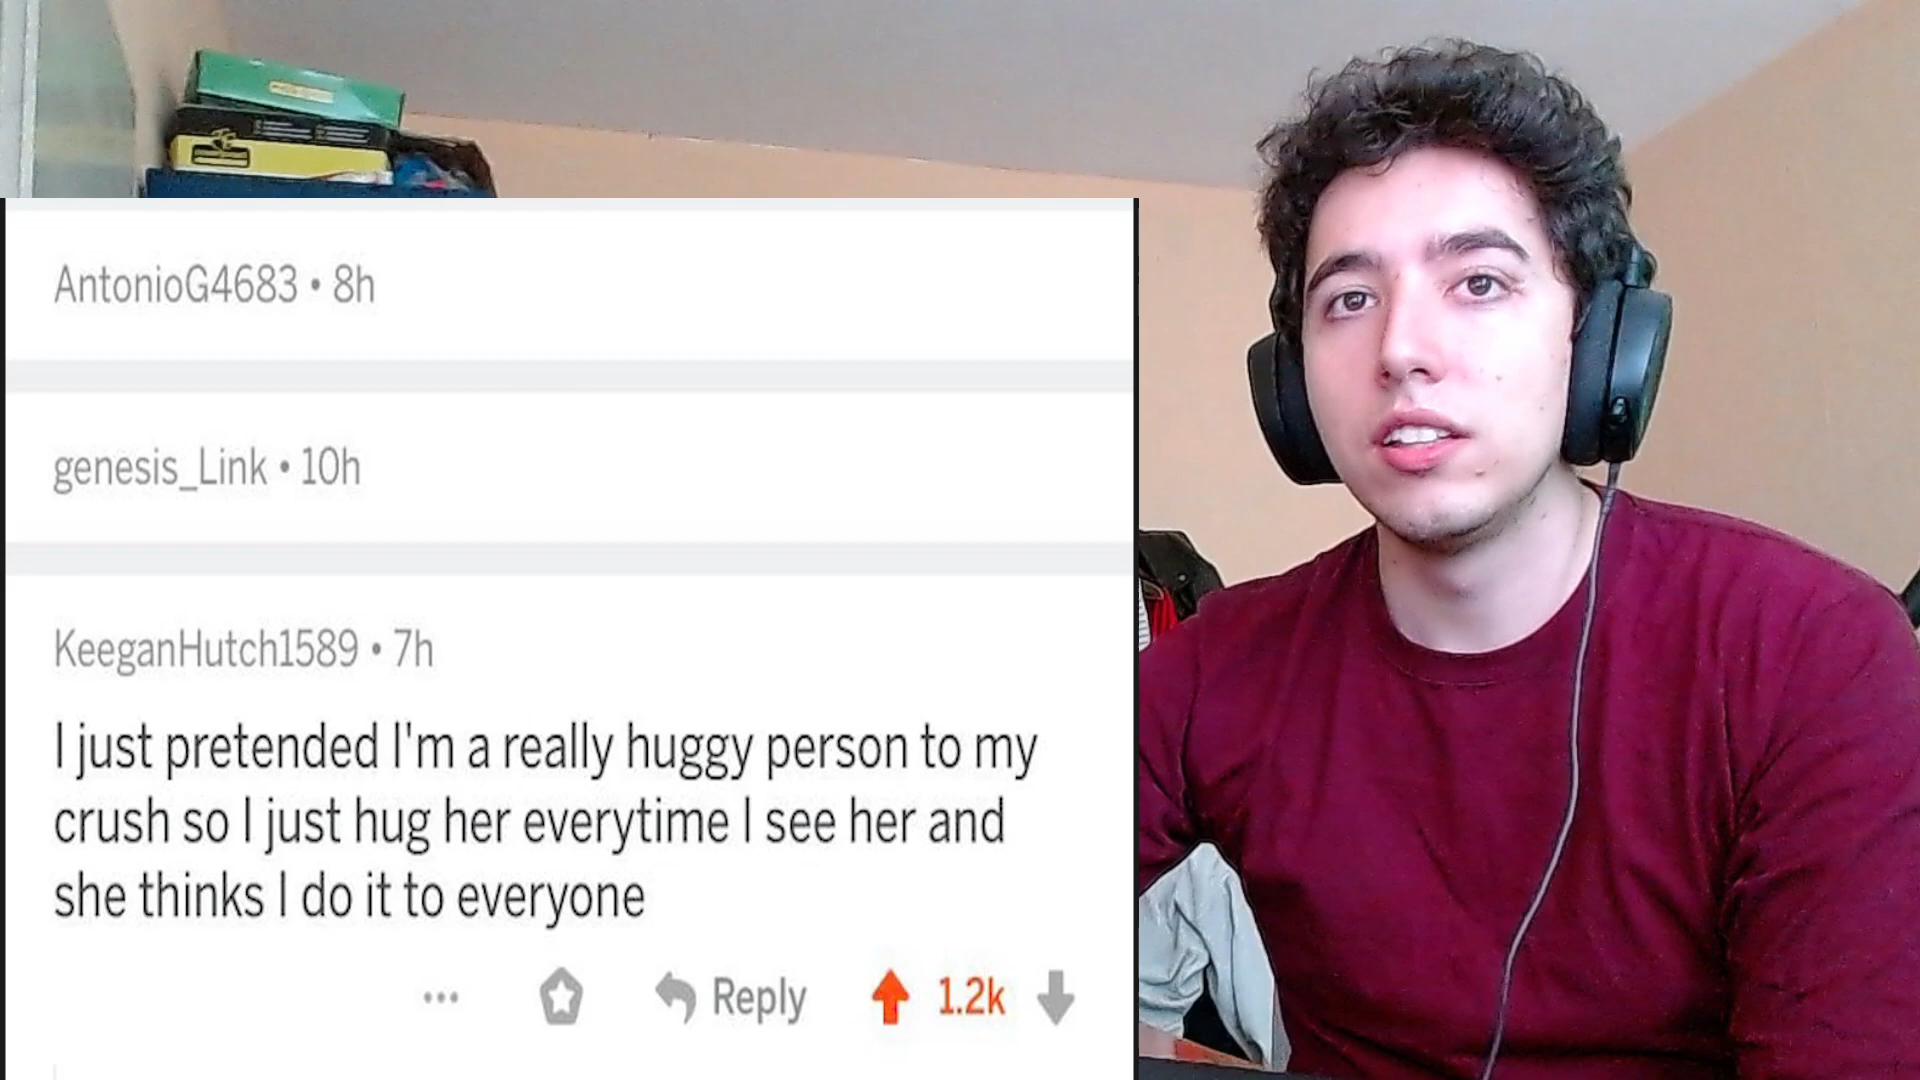 AntonioG4683 • 8h
genesis_Link • 10h
KeeganHutch1589 • 7h
I just pretended I'm a really huggy person to my
crush so I just hug her everytime I see her and
she thinks I do it to everyone
Reply 1.2k